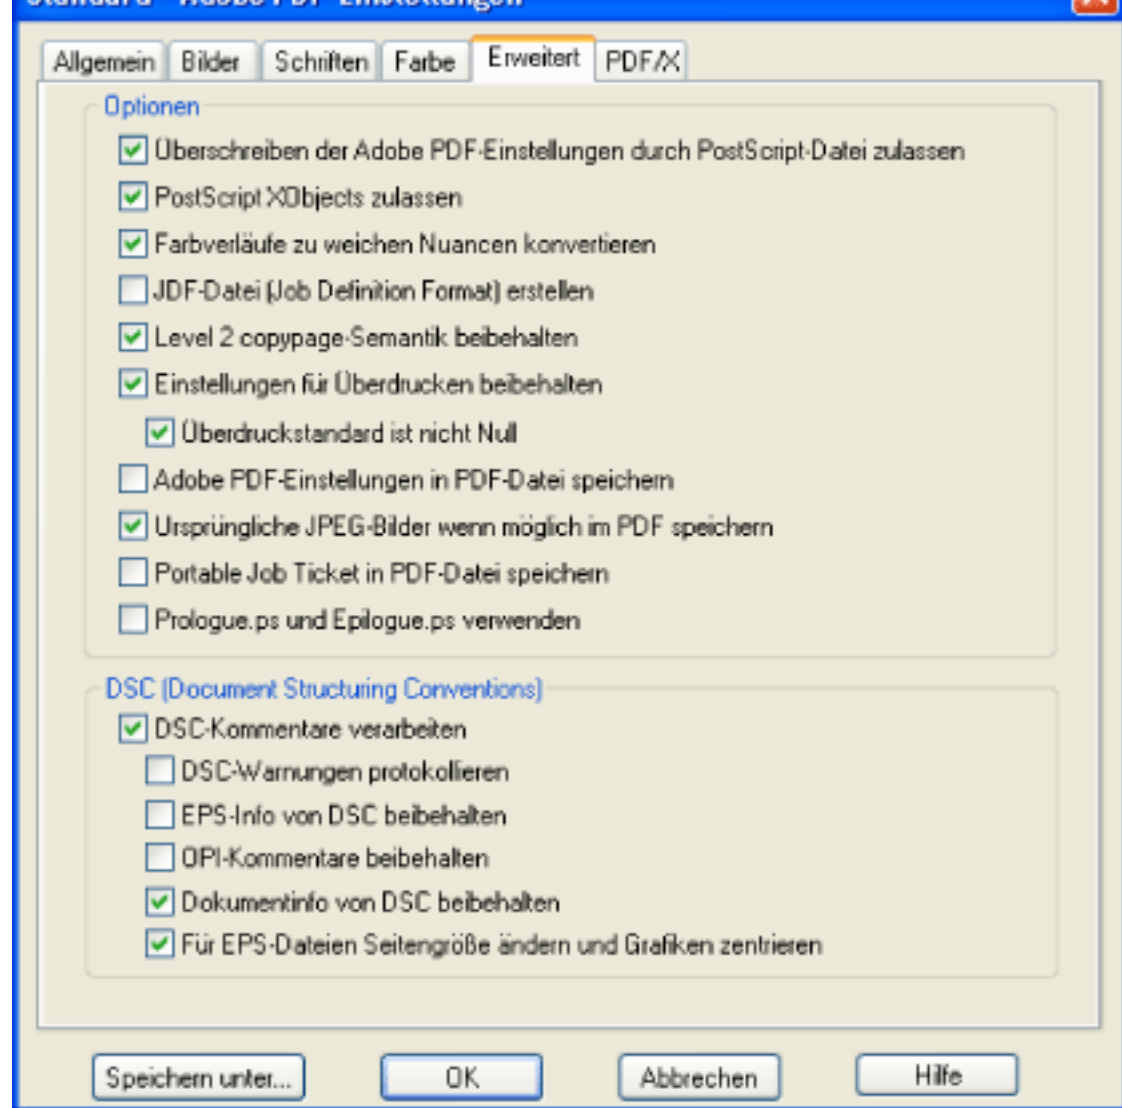 Standard - Adobe PDF-Einstellungen
Allgemein Bilder Schriften Farbe Erweitert PDF/X
Optionen
Überschreiben der Adobe PDF-Einstellungen durch PostScript-Datei zulassen
PostScript XObjects zulassen
Farbverläufe zu weichen Nuancen konvertieren
JDF-Datei (Job Definition Format) erstellen
Level 2 copypage-Semantik beibehalten
Einstellungen für Überdrucken beibehalten
Überdruckstandard ist nicht Null
Adobe PDF-Einstellungen in PDF-Datei speichern
Ursprüngliche JPEG-Bilder wenn möglich im PDF speichern
Portable Job Ticket in PDF-Datei speichern
Prologue.ps und Epilogue.ps verwenden
DSC (Document Structuring Conventions)
DSC-Kommentare verarbeiten
DSC-Warnungen protokollieren
EPS-Info von DSC beibehalten
OPI-Kommentare beibehalten
Dokumentinfo von DSC beibehalten
Für EPS-Dateien Seitengröße ändern und Grafiken zentrieren
Speichern unter... OK Abbrechen Hilfe